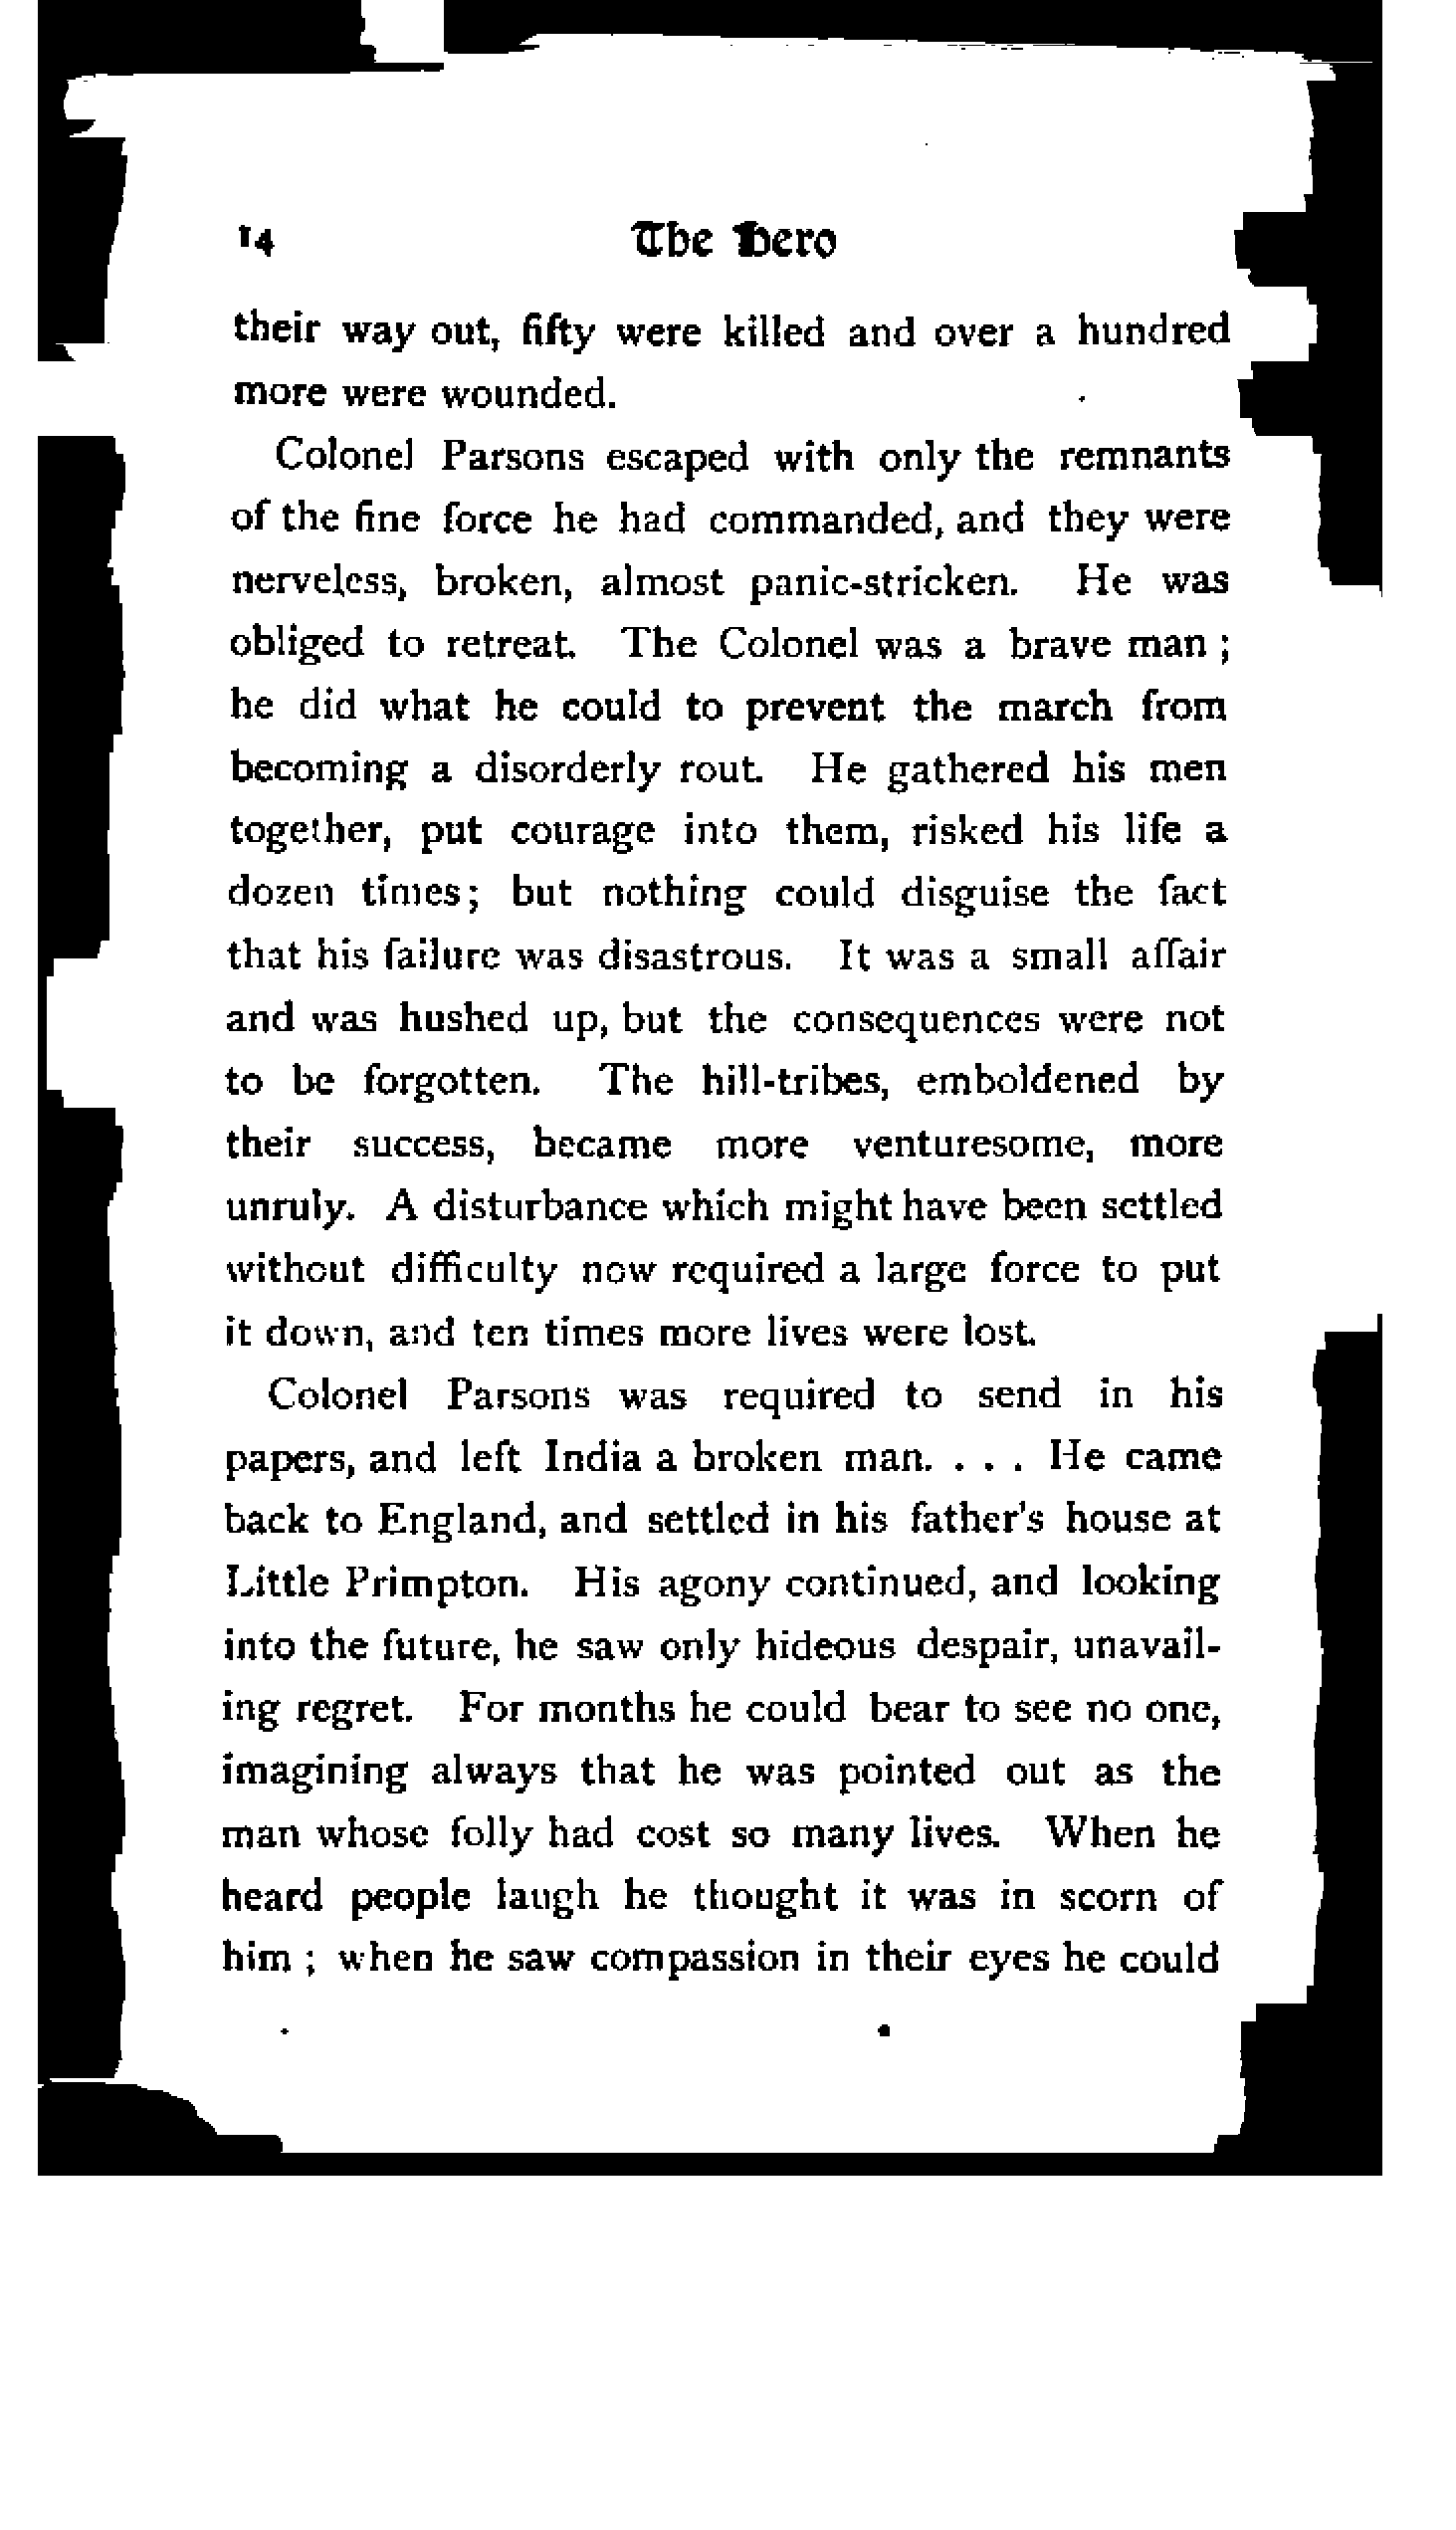 14 The Hero
their way out, fifty were killed and over a hundred
more were wounded.
Colonel Parsons escaped with only the remnants
of the fine force he had commanded, and they were
nerveless, broken, almost panic-stricken. He was
obliged to retreat. The Colonel was a brave man ;
he did what he could to prevent the march from
becoming a disorderly rout. He gathered his men
together, put courage into them, risked his life a
dozen times; but nothing could disguise the fact
that his failure was disastrous. It was a small affair
and was hushed up, but the consequences were not
to be forgotten. The hill-tribes, emboldened by
their success, became more venturesome, more
unruly. A disturbance which might have been settled
without difficulty now required a large force to put
it down, and ten times more lives were lost.
Colonel Parsons was required to send in his
papers, and left India a broken man. . . . He came
back to England, and settled in his father's house at
Little Primpton. His agony continued, and looking
into the future, he saw only hideous despair, unavail-
ing regret. For months he could bear to see no one,
imagining always that he was pointed out as the
man whose folly had cost so many lives. When he
heard people laugh he thought it was in scorn of
him ; when he saw compassion in their eyes he could